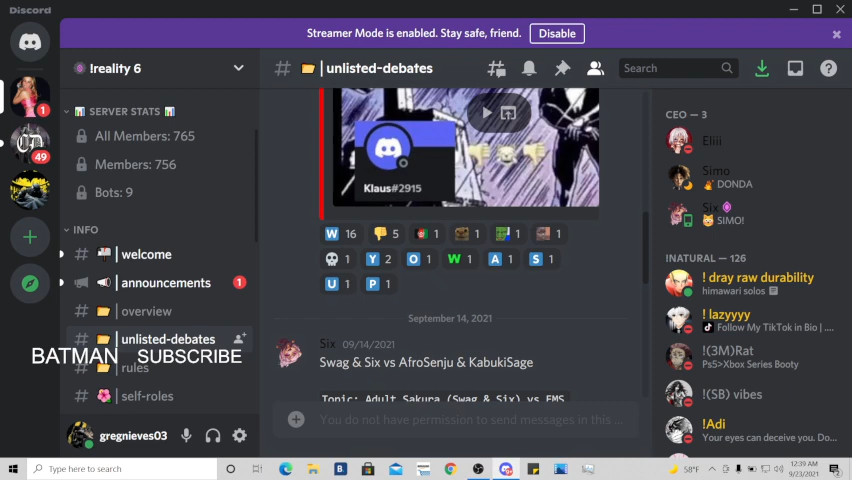 Discord
Streamer Mode is enabled. Stay safe, friend.
Disable
!reality 6
unlisted-debates
Search
1
49
SERVER STATS
All Members: 765
Members: 756
Bots: 9
INFO
welcome
announcements
1
overview
unlisted-debates
rules
self-roles
BATMAN SUBSCRIBE
gregnieves03
Klaus#2915
W 16
5
1
1
1
1
1
Y 2
O 1
W 1
A 1
S 1
U 1
P 1
September 14, 2021
Six 09/14/2021
Swag & Six vs AfroSenju & KabukiSage
Topic: Adult Sakura (Swag & Six) vs EMS
You do not have permission to send messages in this ...
CEO — 3
Eliii
Simo
DONDA
Six
SIMO!
INATURAL — 126
! dray raw durability
himawari solos
! lazyyyy
Follow My TikTok in Bio | ....
!(3M)Rat
Ps5>Xbox Series Booty
!(SB) vibes
!Adi
Your eyes can deceive you. Do...
Type here to search
58°F
12:39 AM
9/23/2021
2